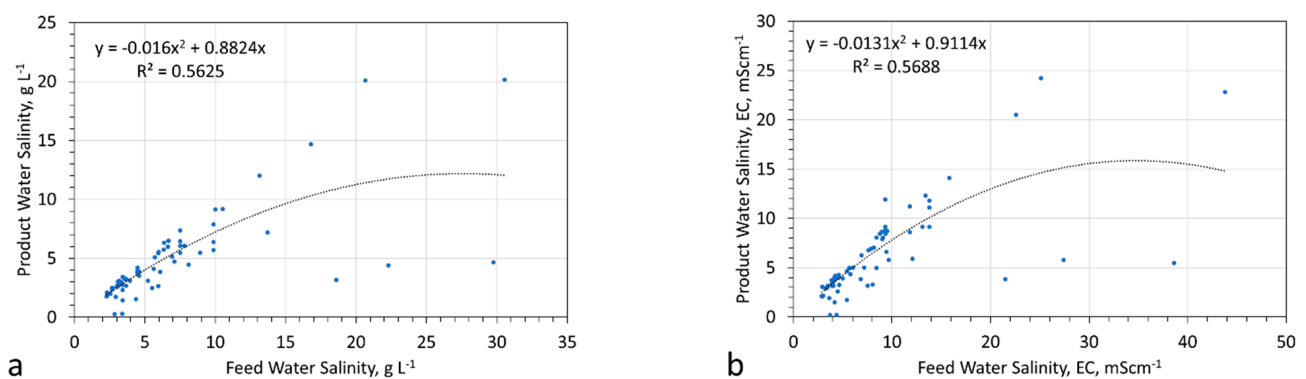 25
20
15
10
5
0
Product Water Salinity, g L⁻¹
y = -0.016x² + 0.8824x
R² = 0.5625
0 5 10 15 20 25 30 35
Feed Water Salinity, g L⁻¹
a
30
25
20
15
10
5
0
Product Water Salinity, EC, mScm⁻¹
y = -0.0131x² + 0.9114x
R² = 0.5688
0 10 20 30 40 50
Feed Water Salinity, EC, mScm⁻¹
b